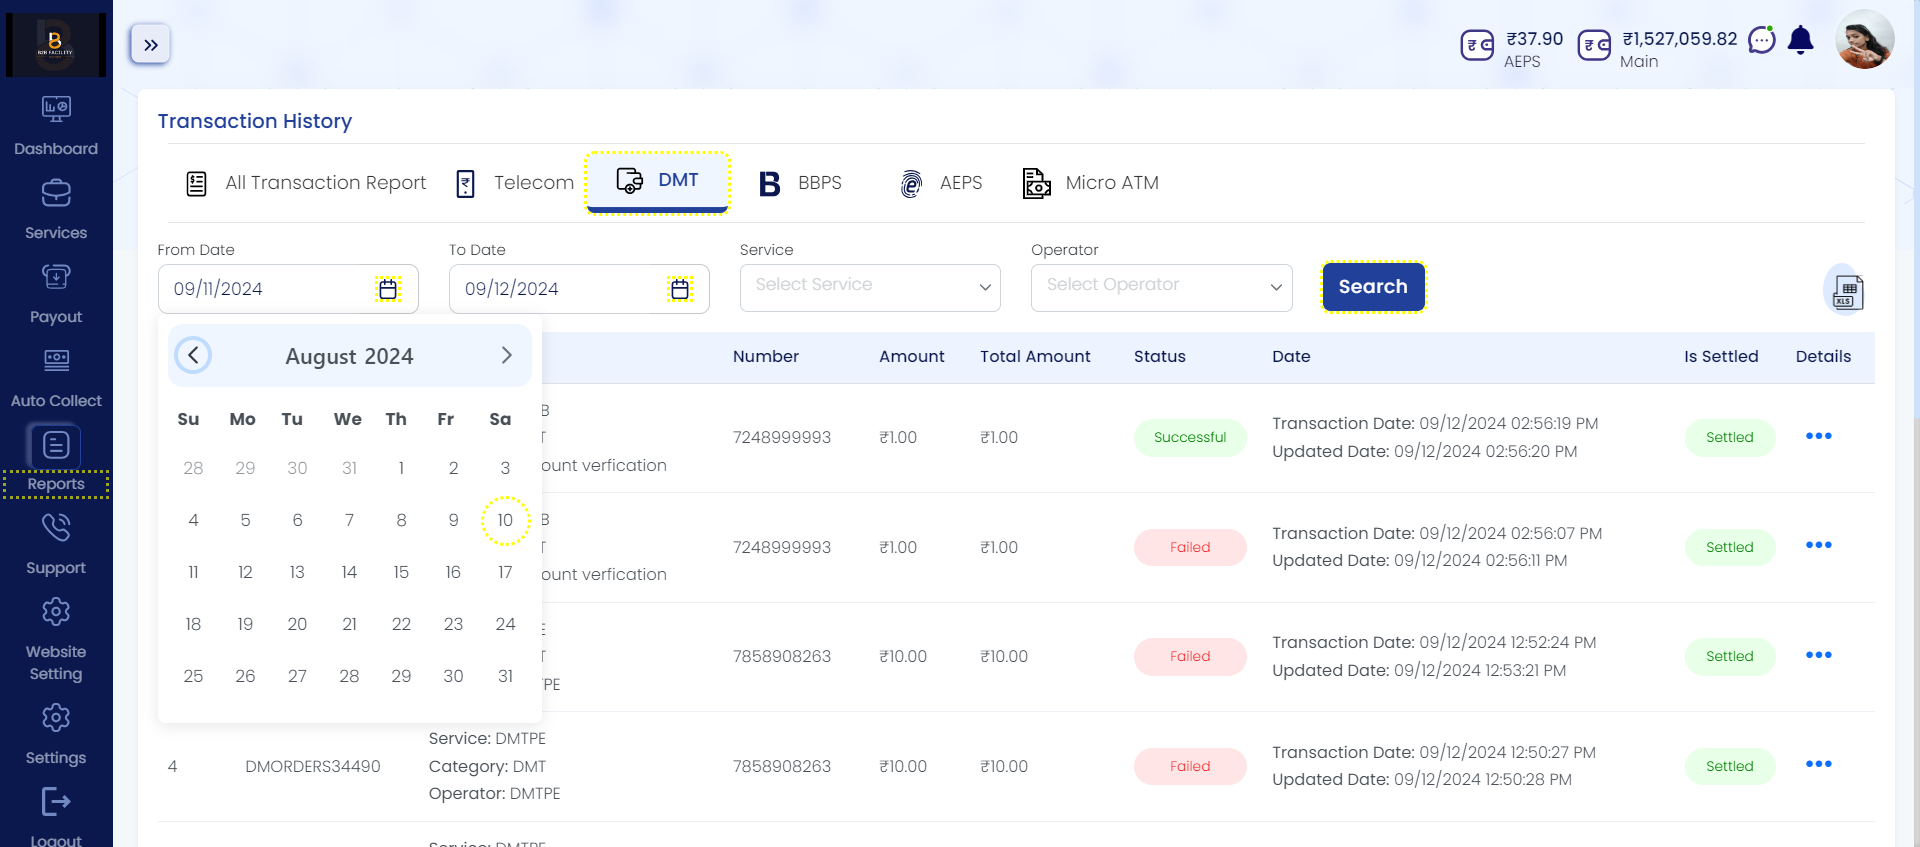 B2B FACILITY
₹37.90
AEPS
₹1,527,059.82
Main
Dashboard
Services
Payout
Auto Collect
Reports
Support
Website
Setting
Settings
Logout
Transaction History
All Transaction Report
Telecom
DMT
BBPS
AEPS
Micro ATM
From Date
To Date
Service
Operator
09/11/2024
09/12/2024
Select Service
Select Operator
Search
XLS
August 2024
Su Mo Tu We Th Fr Sa
28 29 30 31 1 2 3
4 5 6 7 8 9 10
11 12 13 14 15 16 17
18 19 20 21 22 23 24
25 26 27 28 29 30 31
Number Amount Total Amount Status Date Is Settled Details
B
T
ount verfication
7248999993 ₹1.00 ₹1.00 Successful
Transaction Date: 09/12/2024 02:56:19 PM
Updated Date: 09/12/2024 02:56:20 PM
Settled
B
T
ount verfication
7248999993 ₹1.00 ₹1.00 Failed
Transaction Date: 09/12/2024 02:56:07 PM
Updated Date: 09/12/2024 02:56:11 PM
Settled
E
T
TPE
7858908263 ₹10.00 ₹10.00 Failed
Transaction Date: 09/12/2024 12:52:24 PM
Updated Date: 09/12/2024 12:53:21 PM
Settled
4 DMORDERS34490
Service: DMTPE
Category: DMT
Operator: DMTPE
7858908263 ₹10.00 ₹10.00 Failed
Transaction Date: 09/12/2024 12:50:27 PM
Updated Date: 09/12/2024 12:50:28 PM
Settled
Service: DMTPE